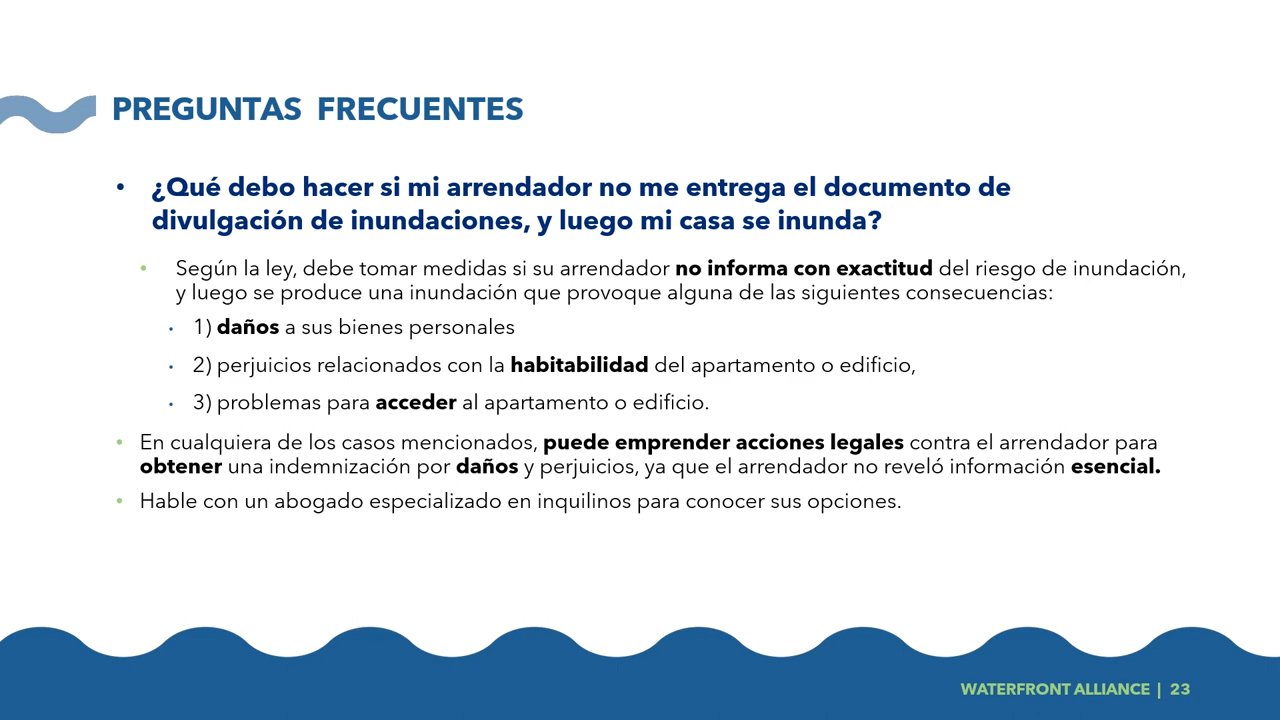 PREGUNTAS FRECUENTES
• ¿Qué debo hacer si mi arrendador no me entrega el documento de
divulgación de inundaciones, y luego mi casa se inunda?
• Según la ley, debe tomar medidas si su arrendador no informa con exactitud del riesgo de inundación,
y luego se produce una inundación que provoque alguna de las siguientes consecuencias:
• 1) daños a sus bienes personales
• 2) perjuicios relacionados con la habitabilidad del apartamento o edificio,
• 3) problemas para acceder al apartamento o edificio.
• En cualquiera de los casos mencionados, puede emprender acciones legales contra el arrendador para
obtener una indemnización por daños y perjuicios, ya que el arrendador no reveló información esencial.
• Hable con un abogado especializado en inquilinos para conocer sus opciones.
WATERFRONT ALLIANCE | 23